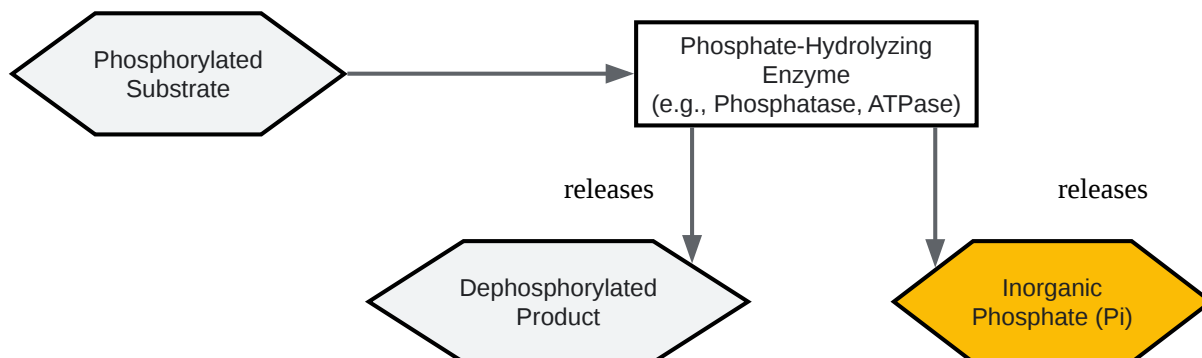 Phosphorylated
Substrate
Phosphate-Hydrolyzing
Enzyme
(e.g., Phosphatase, ATPase)
releases
releases
Dephosphorylated
Product
Inorganic
Phosphate (Pi)